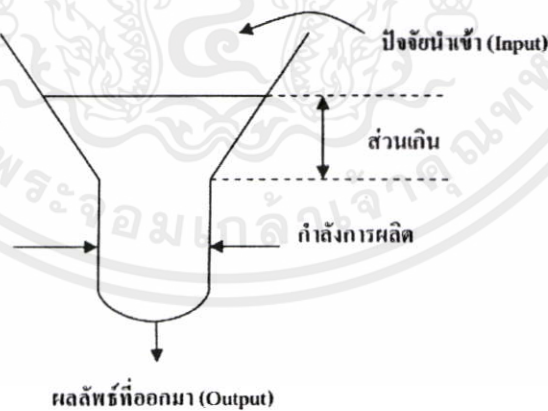 ปัจจัยนำเข้า (Input)
ส่วนเกิน
กำลังการผลิต
ผลลัพธ์ที่ออกมา (Output)